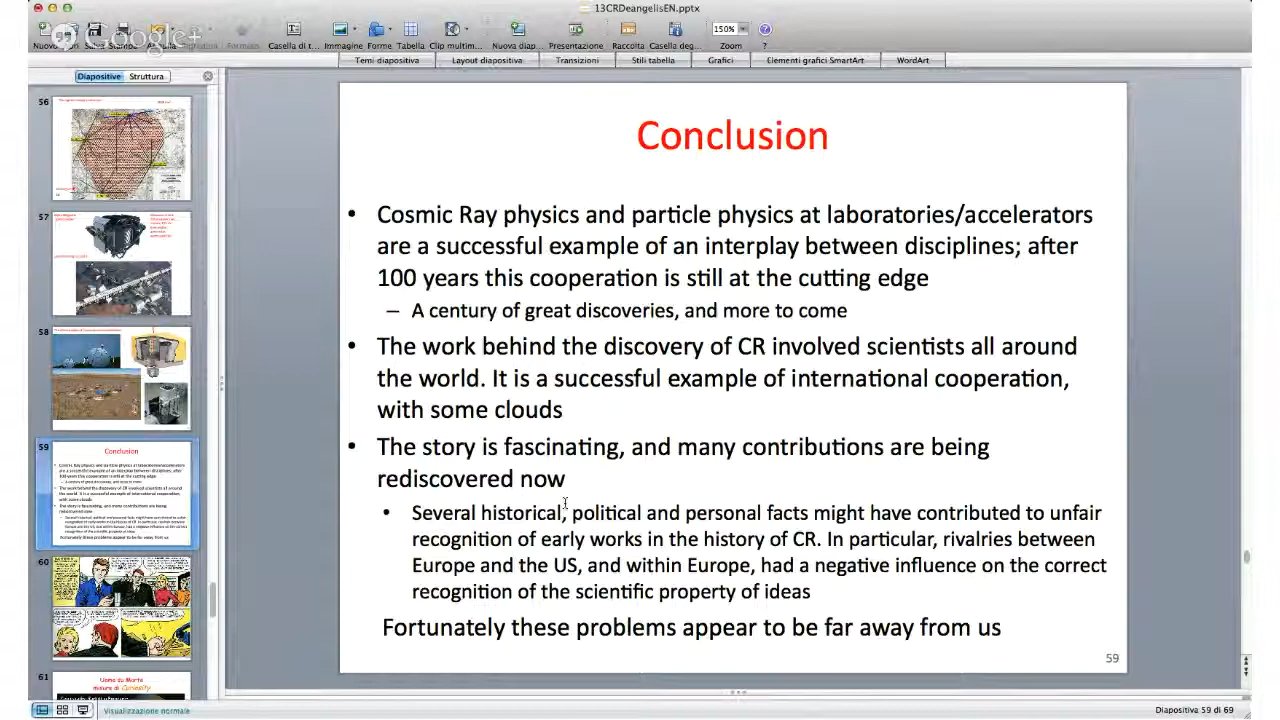 13CRDeangelisEN.pptx
Google+
150%
Casella di t... Immagine Forme Tabella Clip multim... Nuova diap... Presentazione Raccolta Casella deg... Zoom ?
Temi diapositiva Layout diapositiva Transizioni Stili tabella Grafici Elementi grafici SmartArt WordArt
Diapositive Struttura
56
57
58
59
Conclusion
60
61
Uomo du Marte
misure di Curiosity
Conclusion
• Cosmic Ray physics and particle physics at laboratories/accelerators
are a successful example of an interplay between disciplines; after
100 years this cooperation is still at the cutting edge
– A century of great discoveries, and more to come
• The work behind the discovery of CR involved scientists all around
the world. It is a successful example of international cooperation,
with some clouds
• The story is fascinating, and many contributions are being
rediscovered now
• Several historical, political and personal facts might have contributed to unfair
recognition of early works in the history of CR. In particular, rivalries between
Europe and the US, and within Europe, had a negative influence on the correct
recognition of the scientific property of ideas
Fortunately these problems appear to be far away from us
59
Visualizzazione normale
Diapositiva 59 di 69